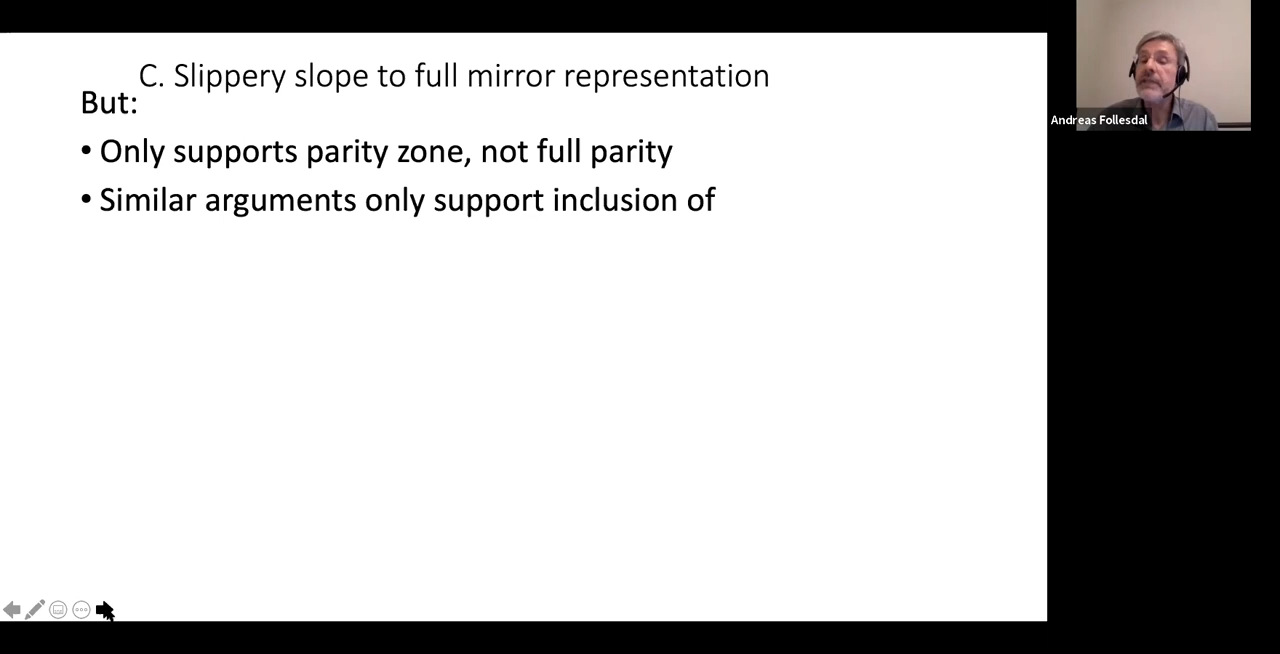 C. Slippery slope to full mirror representation
But:
• Only supports parity zone, not full parity
• Similar arguments only support inclusion of
Andreas Follesdal